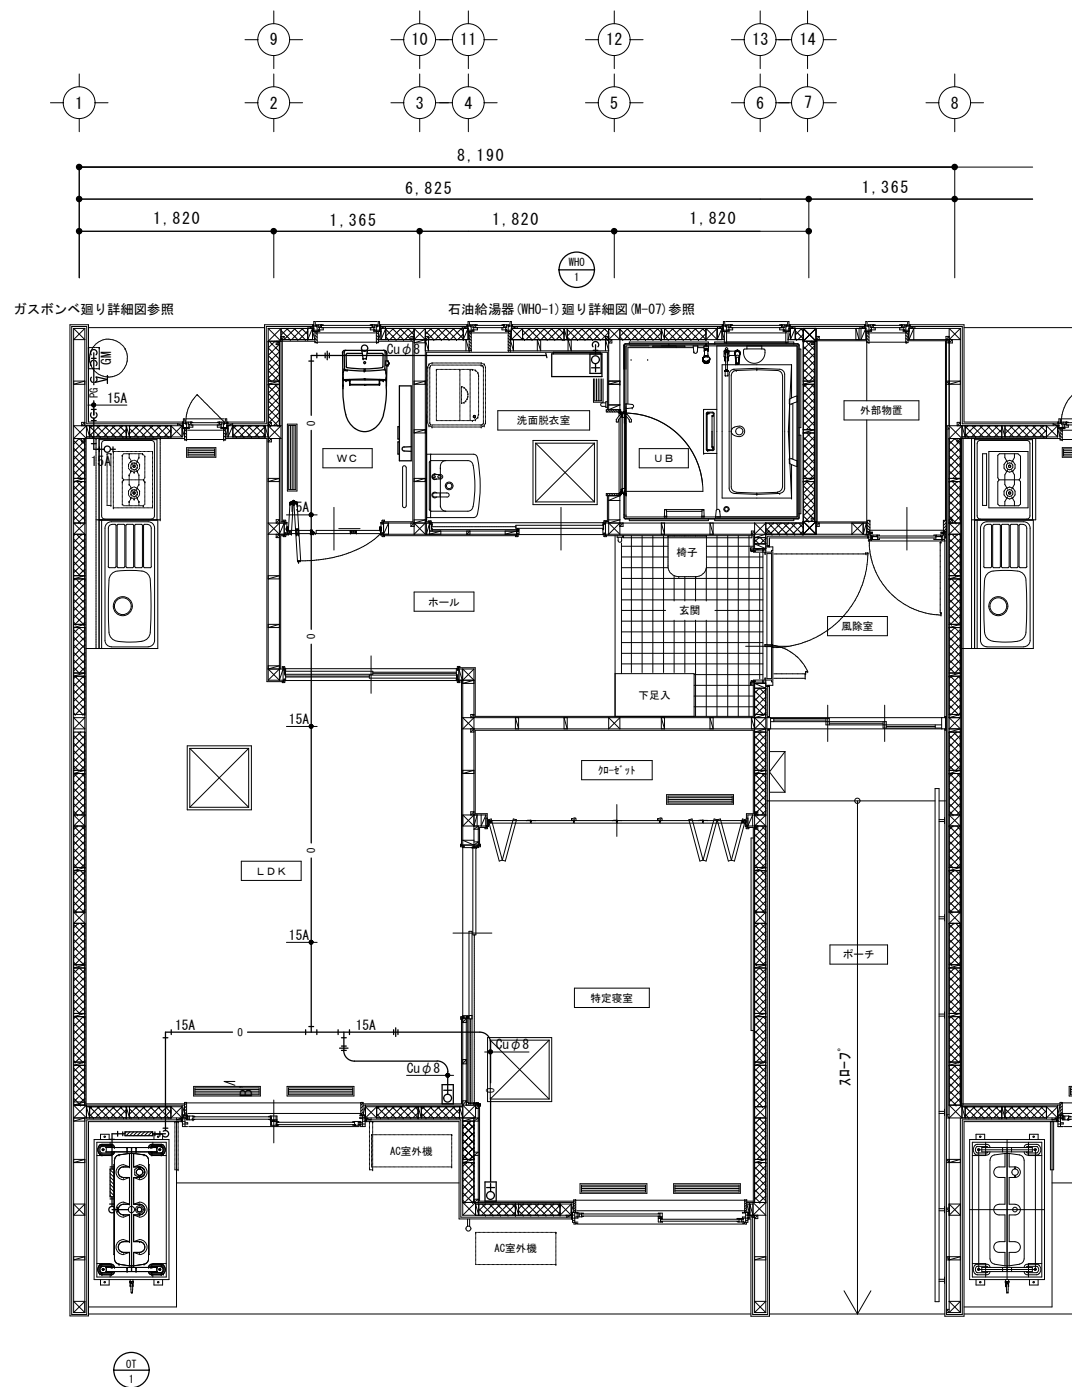 9 10 11 12 13 14
1 2 3 4 5 6 7 8
8,190
6,825 1,365
1,820 1,365 1,820 1,820
WHO
1
ガスボンベ廻り詳細図参照
石油給湯器(WHO-1)廻り詳細図(M-07)参照
GM
Cuφ8
PG
15A
15A
洗面脱衣室
外部物置
WC
UB
15A
椅子
ホール
玄関
風除室
下足入
15A
クローゼット
LDK
15A
ポーチ
特定寝室
15A
0
15A
Cuφ8
Cuφ8
スロープ
AC室外機
AC室外機
OT
1